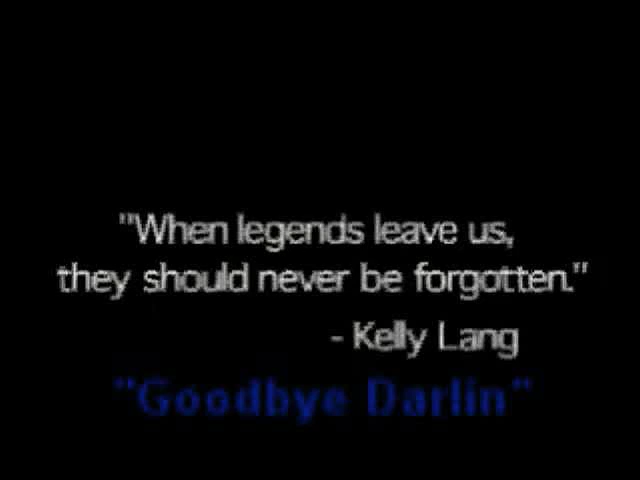 "When legends leave us,
they should never be forgotten."
- Kelly Lang
"Goodbye Darlin"